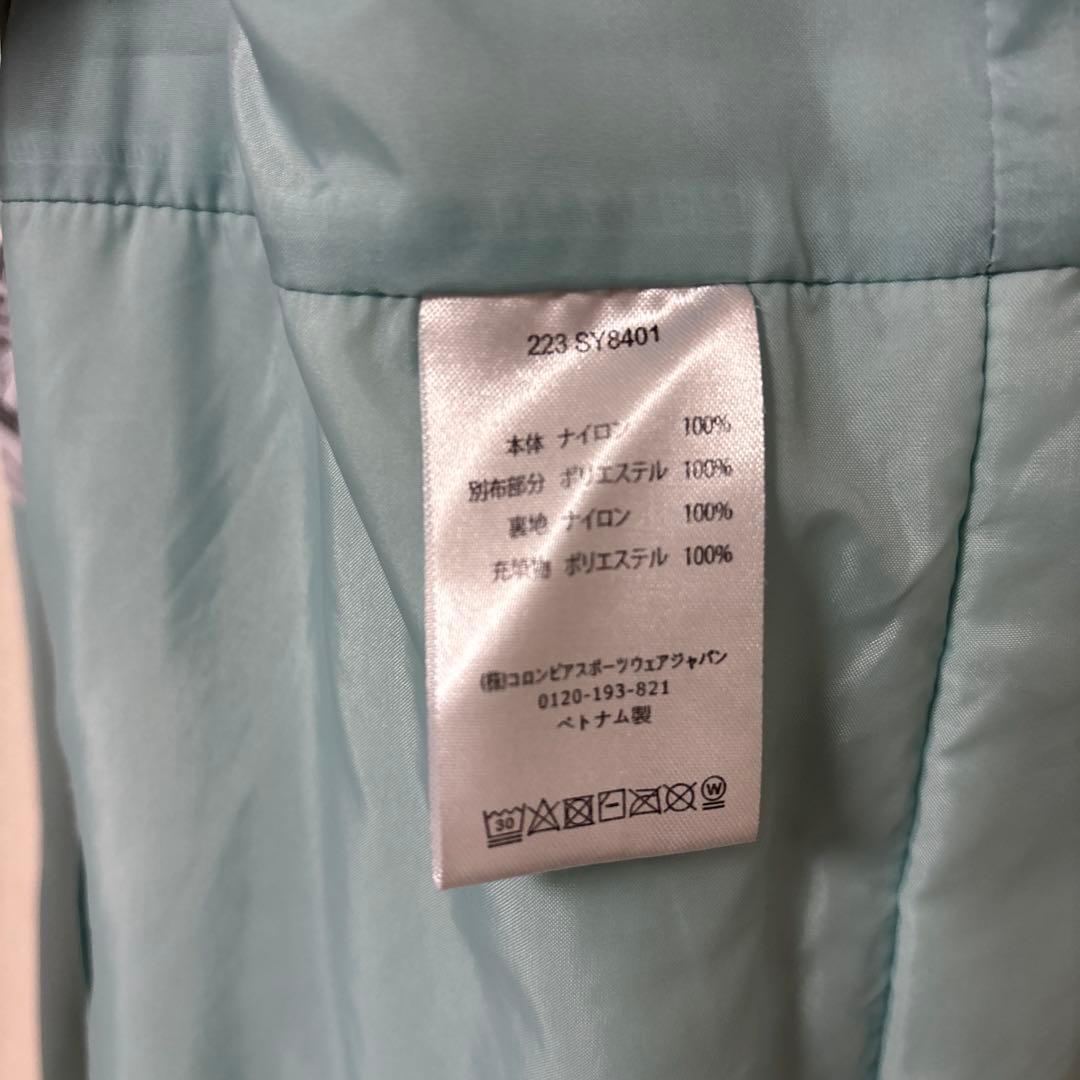 223 SY8401
本体 ナイロン 100%
別布部分 ポリエステル 100%
裏地 ナイロン 100%
充填物 ポリエステル 100%
(株)コロンビアスポーツウェアジャパン
0120-193-821
ベトナム製
30 W